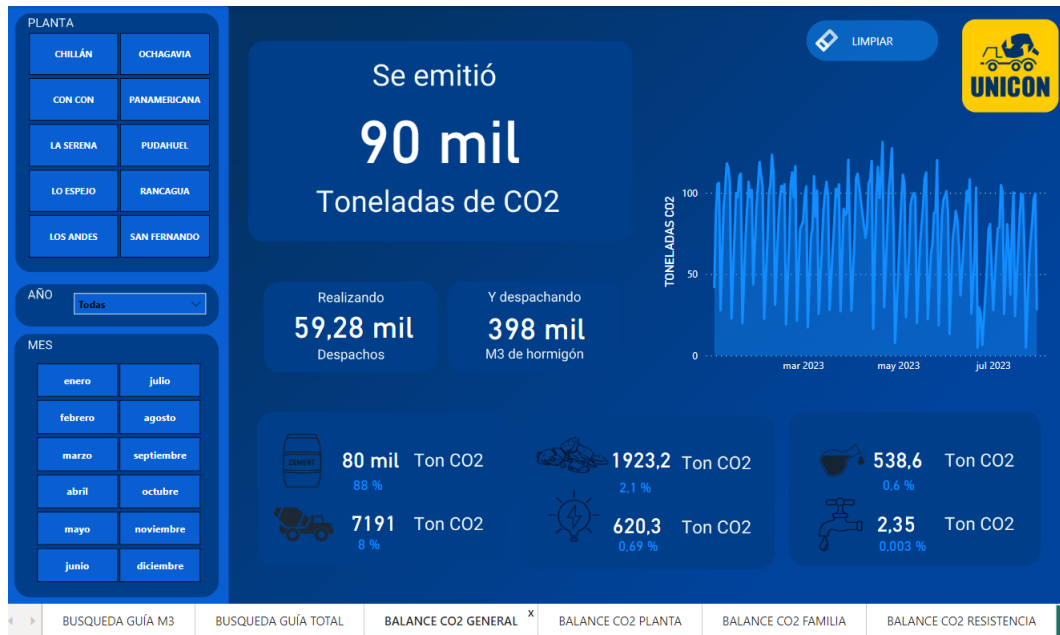 PLANTA
CHILLÁN
OCHAGAVIA
CON CON
PANAMERICANA
LA SERENA
PUDAHUEL
LO ESPEJO
RANCAGUA
LOS ANDES
SAN FERNANDO
AÑO
Todas
MES
enero
julio
febrero
agosto
marzo
septiembre
abril
octubre
mayo
noviembre
junio
diciembre
Se emitió
90 mil
Toneladas de CO2
LIMPIAR
UNICON
Realizando
59,28 mil
Despachos
Y despachando
398 mil
M3 de hormigón
TONELADAS CO2
100
50
0
mar 2023
may 2023
jul 2023
CEMENT
80 mil Ton CO2
88 %
7191 Ton CO2
8 %
1923,2 Ton CO2
2,1 %
620,3 Ton CO2
0,69 %
538,6 Ton CO2
0,6 %
2,35 Ton CO2
0,003 %
BUSQUEDA GUÍA M3
BUSQUEDA GUÍA TOTAL
BALANCE CO2 GENERAL x
BALANCE CO2 PLANTA
BALANCE CO2 FAMILIA
BALANCE CO2 RESISTENCIA